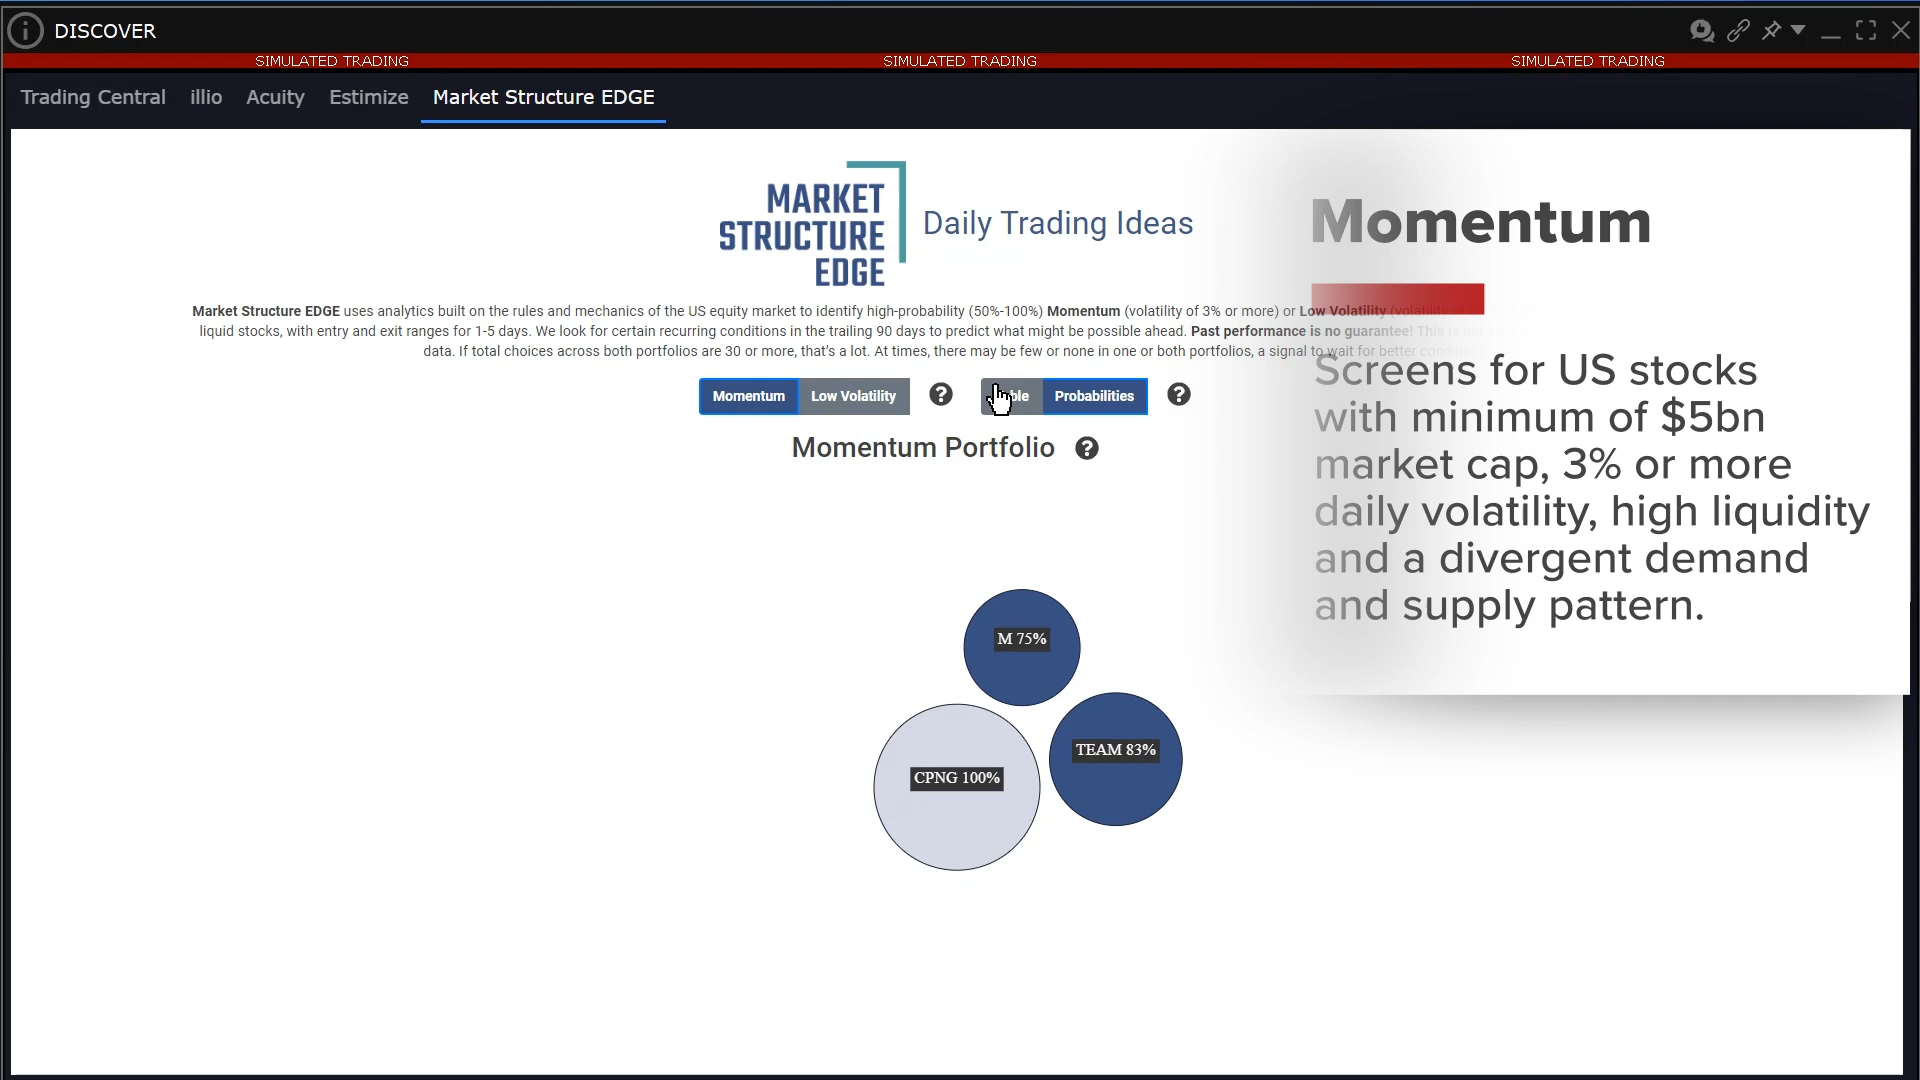 DISCOVER
SIMULATED TRADING SIMULATED TRADING SIMULATED TRADING
Trading Central illio Acuity Estimize Market Structure EDGE
MARKET
STRUCTURE
EDGE
Daily Trading Ideas
Market Structure EDGE uses analytics built on the rules and mechanics of the US equity market to identify high-probability (50%-100%) Momentum (volatility of 3% or more) or Low Volatility (volatility of
liquid stocks, with entry and exit ranges for 1-5 days. We look for certain recurring conditions in the trailing 90 days to predict what might be possible ahead. Past performance is no guarantee! This is
data. If total choices across both portfolios are 30 or more, that's a lot. At times, there may be few or none in one or both portfolios, a signal to wait for better
Momentum Low Volatility ? Probabilities ?
Momentum Portfolio ?
M 75%
TEAM 83%
CPNG 100%
Momentum
Screens for US stocks
with minimum of $5bn
market cap, 3% or more
daily volatility, high liquidity
and a divergent demand
and supply pattern.